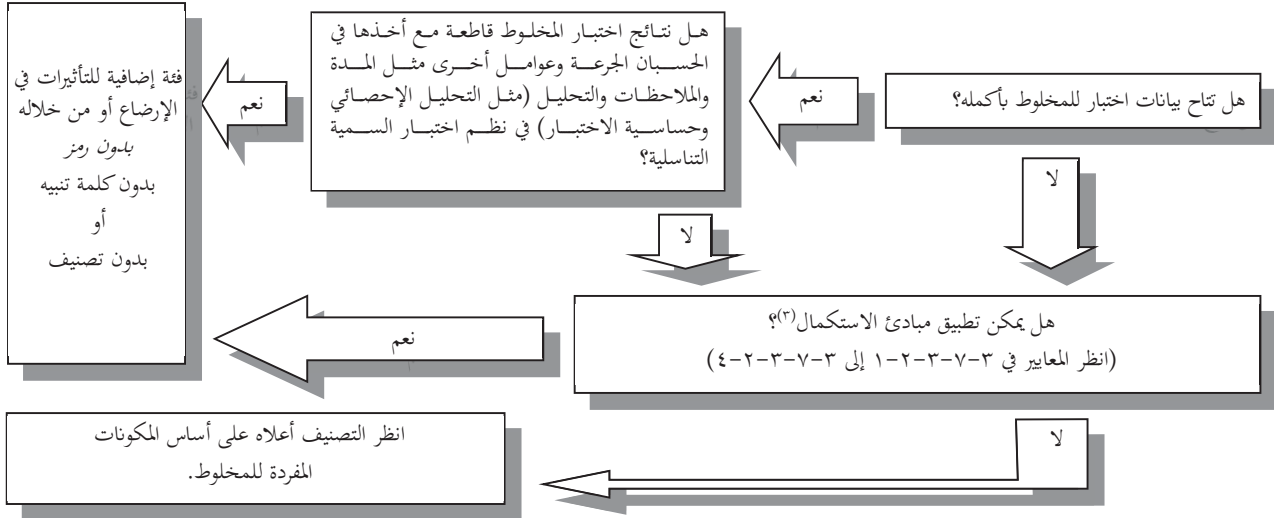 هل تتاح بيانات اختبار للمخلوط بأكمله؟
نعم
هل نتائج اختبار المخلوط قاطعة مع أخذها في
الحسبان الجرعة وعوامل أخرى مثل المدة
والملاحظات والتحليل (مثل التحليل الإحصائي
وحساسية الاختبار) في نظم اختبار السمية
التناسلية؟
نعم
فئة إضافية للتأثيرات في
الإرضاع أو من خلاله
بدون رمز
بدون كلمة تنبيه
أو
بدون تصنيف
لا
لا
هل يمكن تطبيق مبادئ الاستكمال(٣)؟
(انظر المعايير في ٣-٧-٣-٢-١ إلى ٣-٧-٣-٢-٤)
نعم
لا
انظر التصنيف أعلاه على أساس المكونات
المفردة للمخلوط.